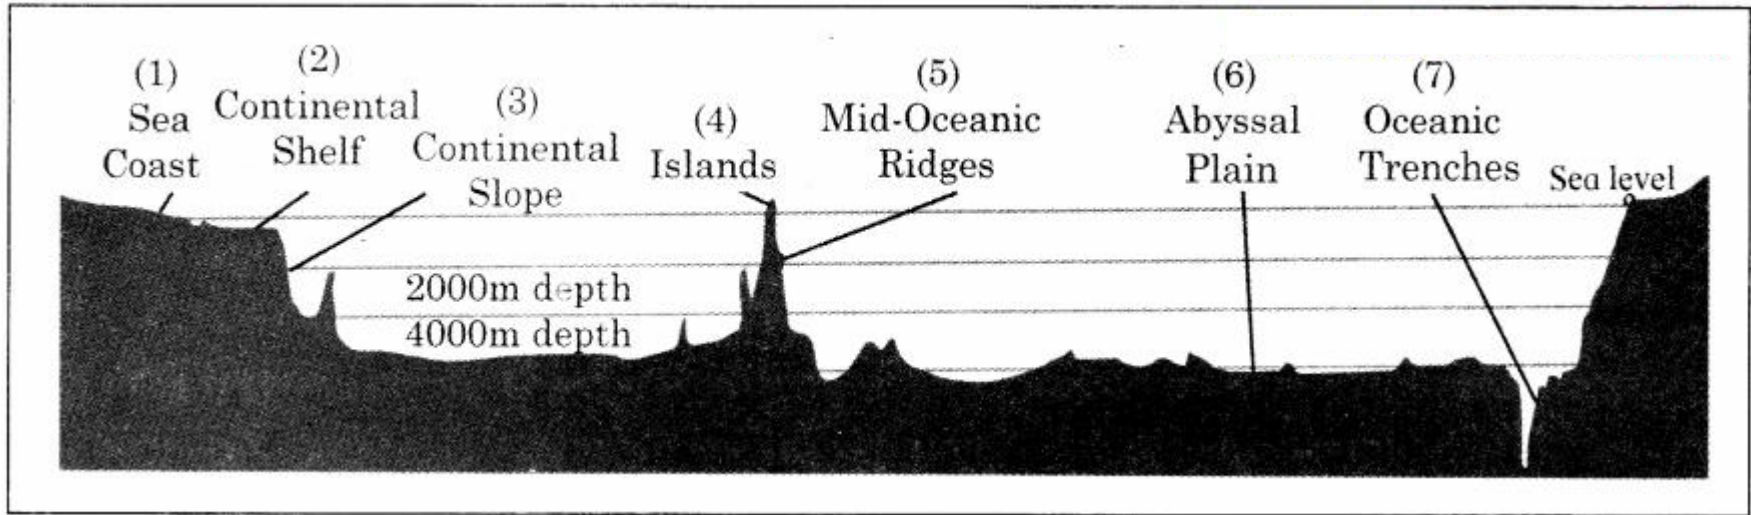 (1)
Sea
Coast
(2)
Continental
Shelf
(3)
Continental
Slope
(4)
Islands
(5)
Mid-Oceanic
Ridges
(6)
Abyssal
Plain
(7)
Oceanic
Trenches
Sea level
2000m depth
4000m depth